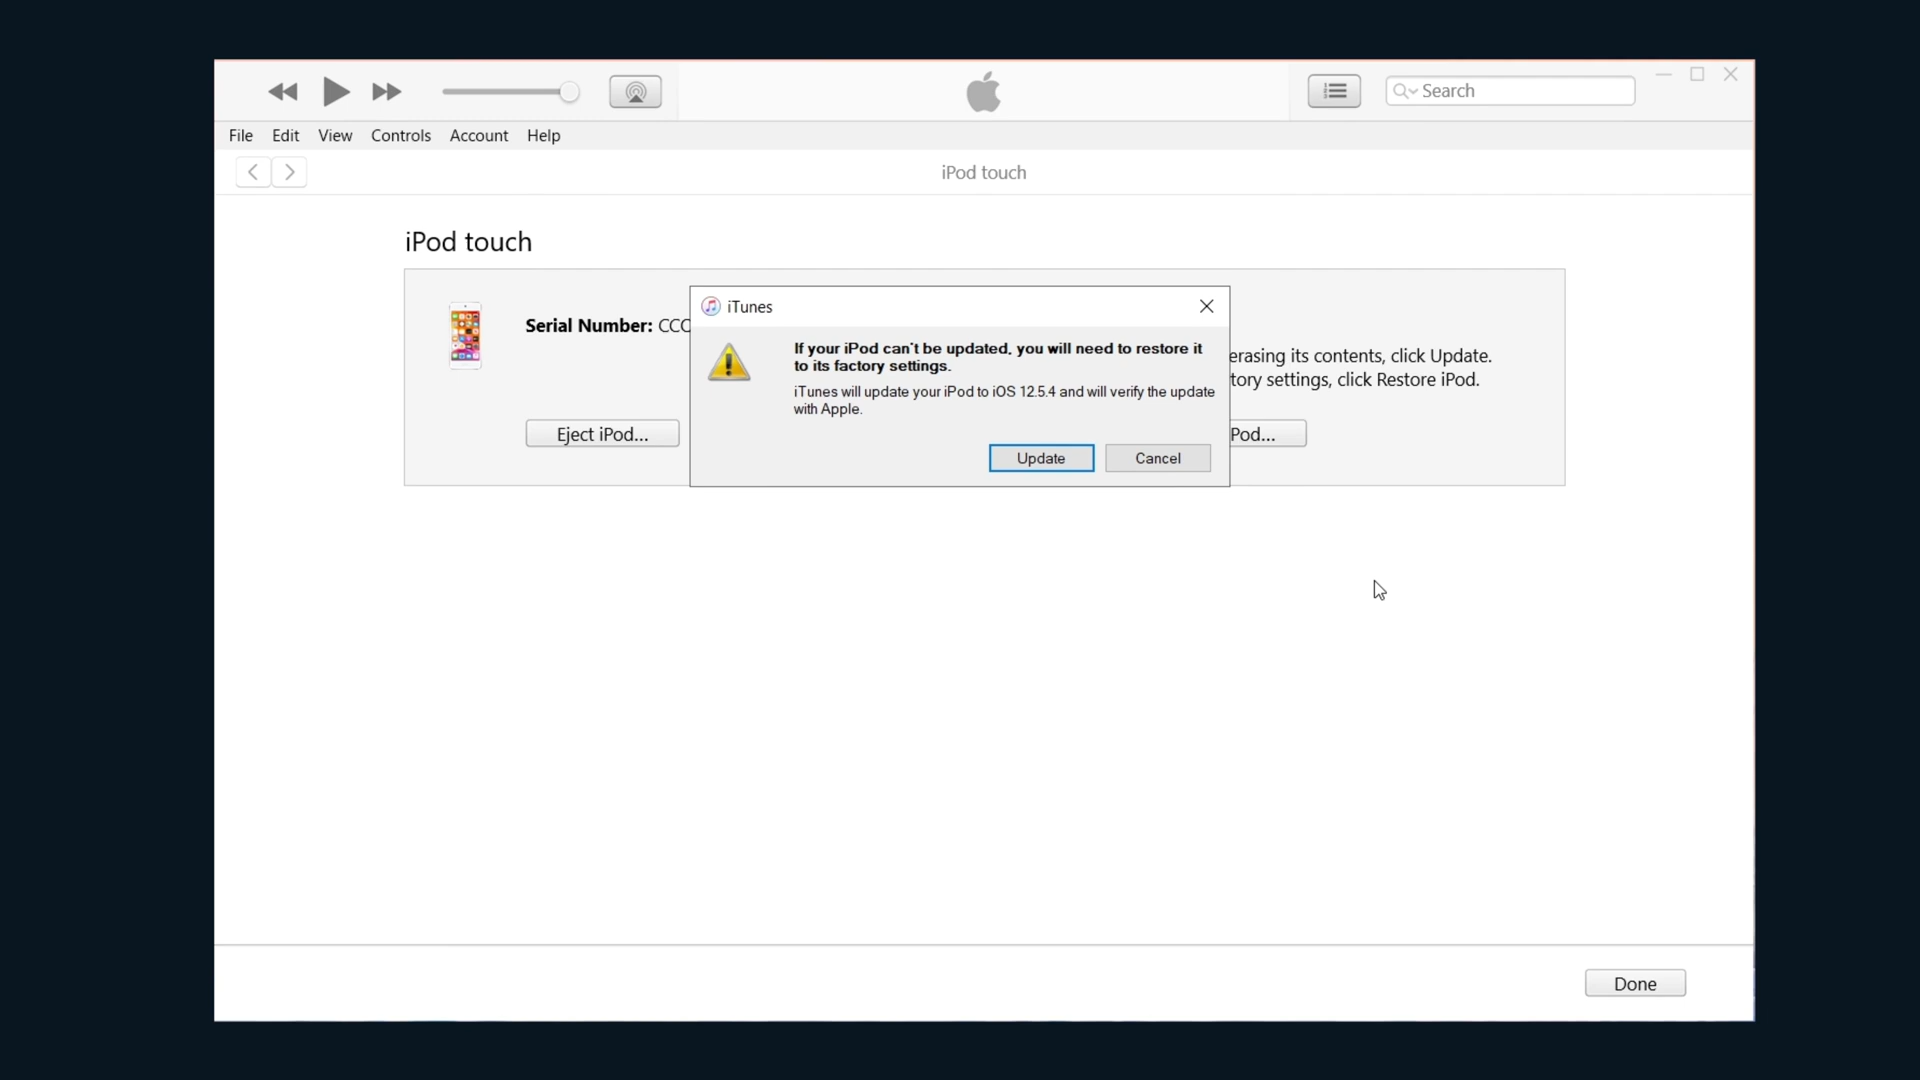 Search
File Edit View Controls Account Help
iPod touch
iPod touch
Serial Number: CCC
erasing its contents, click Update.
tory settings, click Restore iPod.
Eject iPod...
Pod...
iTunes
If your iPod can't be updated, you will need to restore it
to its factory settings.
iTunes will update your iPod to iOS 12.5.4 and will verify the update
with Apple.
Update
Cancel
Done